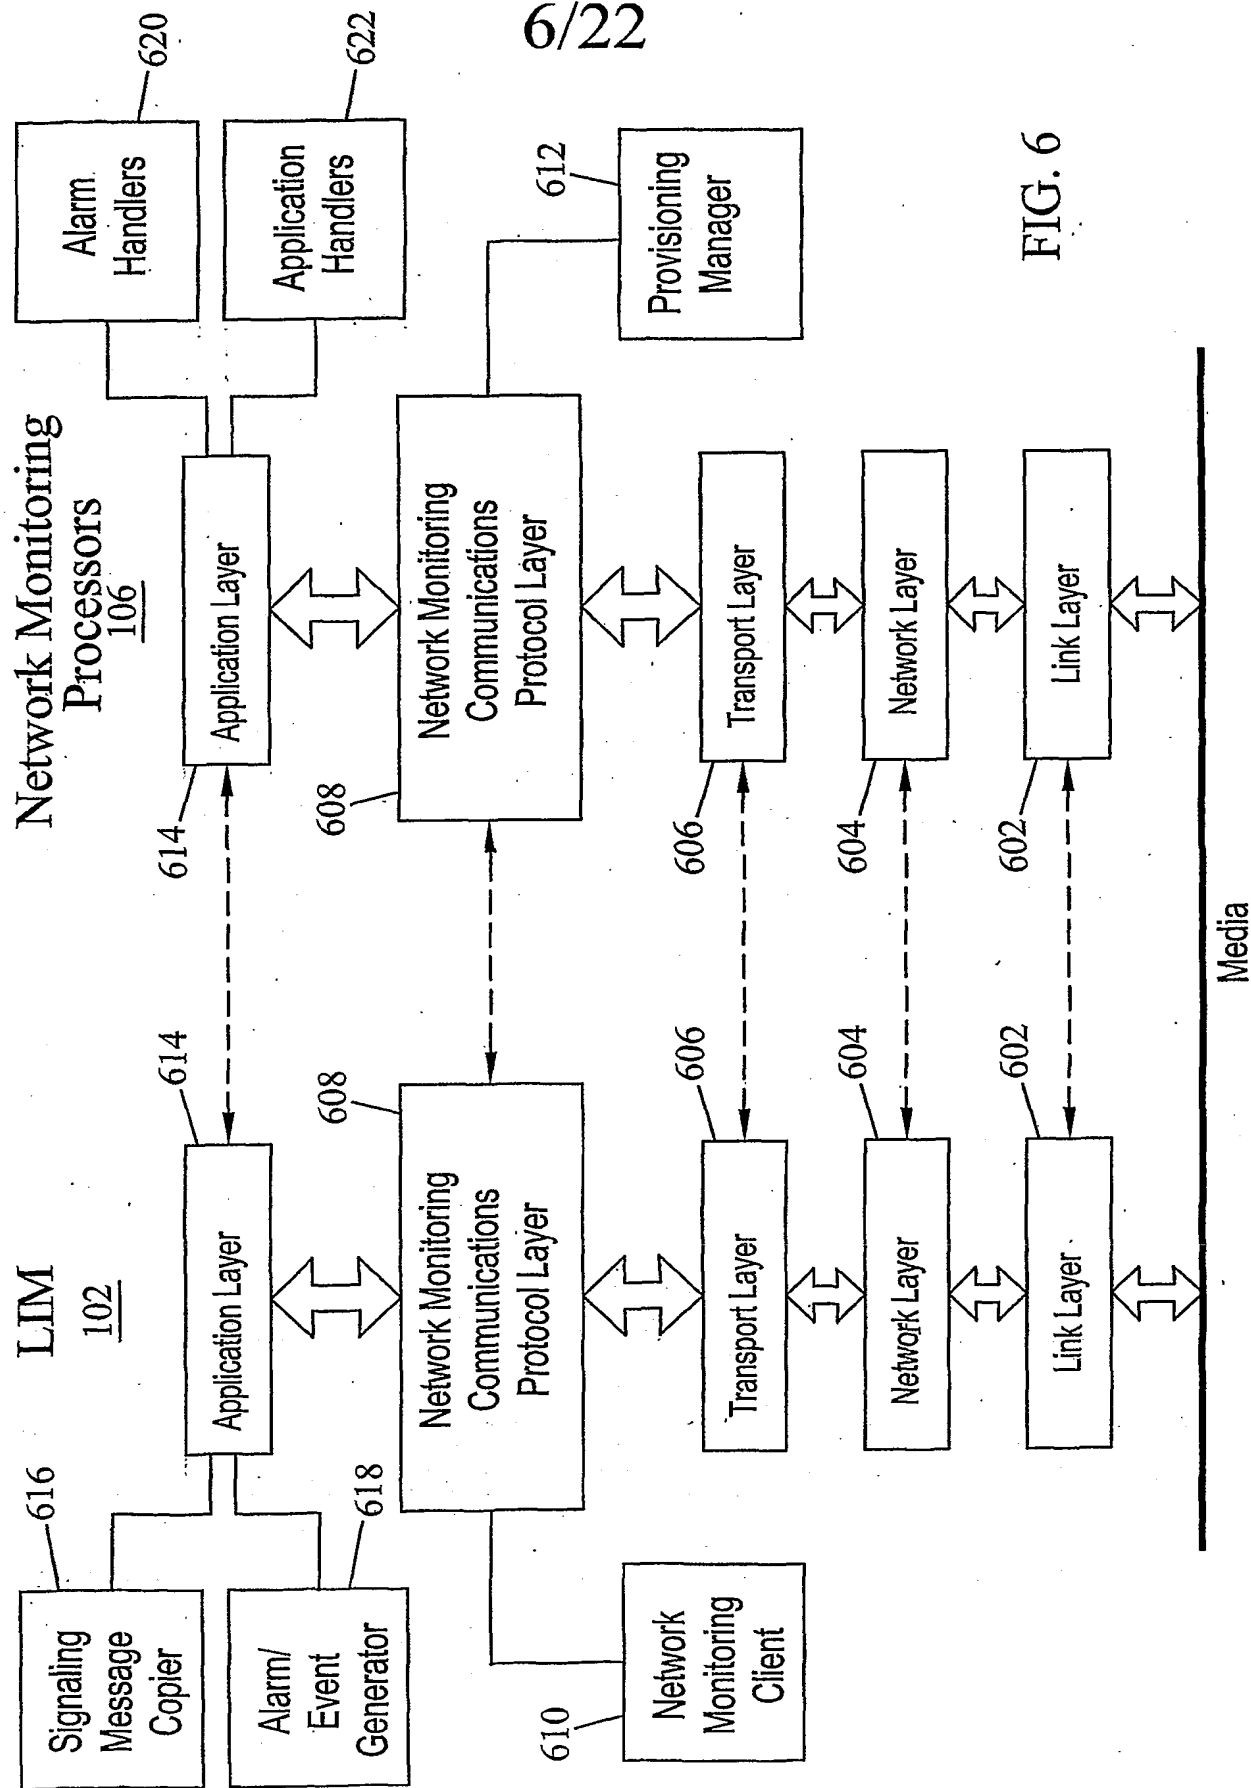 6/22
LIM
102
Network Monitoring
Processors
106
Signaling
Message
Copier
616
Alarm/
Event
Generator
618
Application Layer
614
Application Layer
614
Alarm
Handlers
620
Application
Handlers
622
Network Monitoring
Communications
Protocol Layer
608
Network Monitoring
Communications
Protocol Layer
608
Network
Monitoring
Client
610
Provisioning
Manager
612
Transport Layer
606
Transport Layer
606
Network Layer
604
Network Layer
604
Link Layer
602
Link Layer
602
Media
FIG. 6